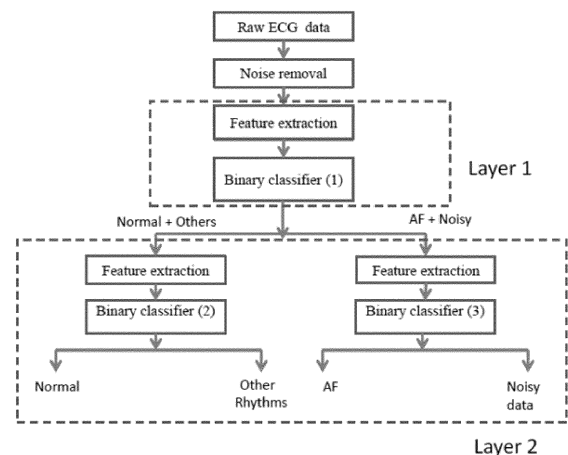 Raw ECG data
Noise removal
Feature extraction
Binary classifier (1)
Layer 1
Normal + Others
AF + Noisy
Feature extraction
Feature extraction
Binary classifier (2)
Binary classifier (3)
Normal
Other
Rhythms
AF
Noisy
data
Layer 2